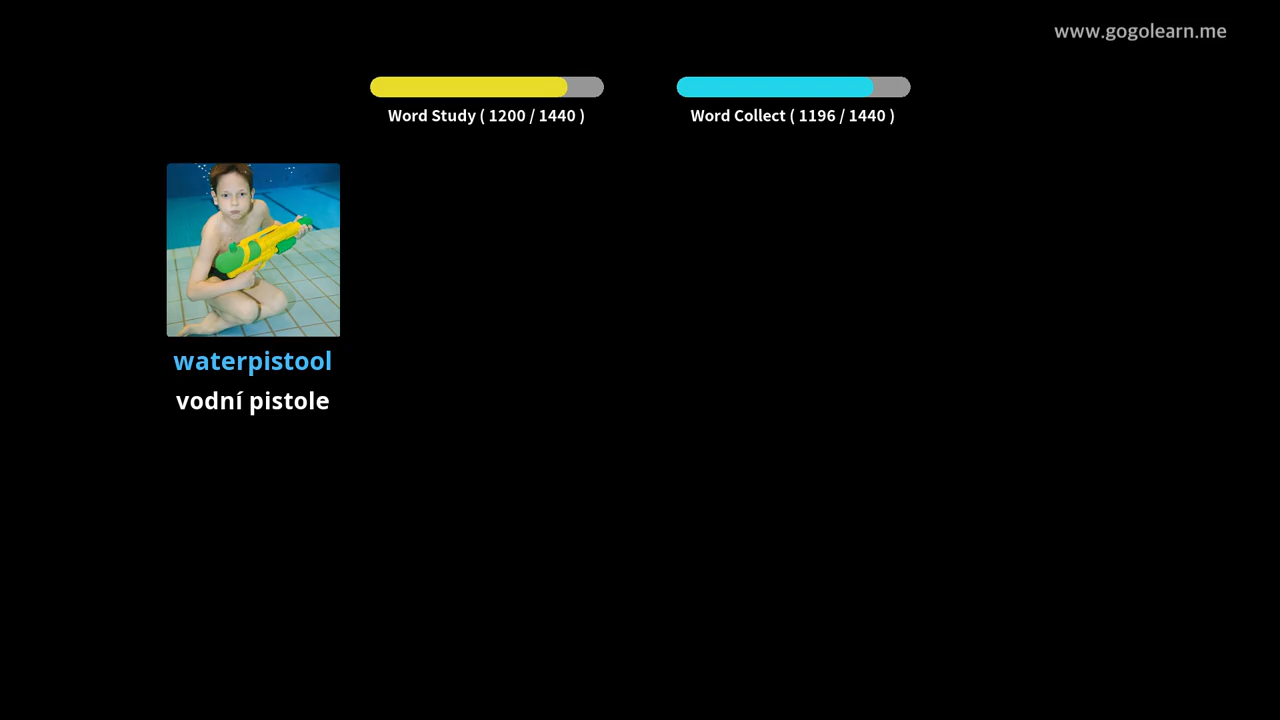 www.gogolearn.me
Word Study ( 1200 / 1440 )
Word Collect ( 1196 / 1440 )
waterpistool
vodní pistole